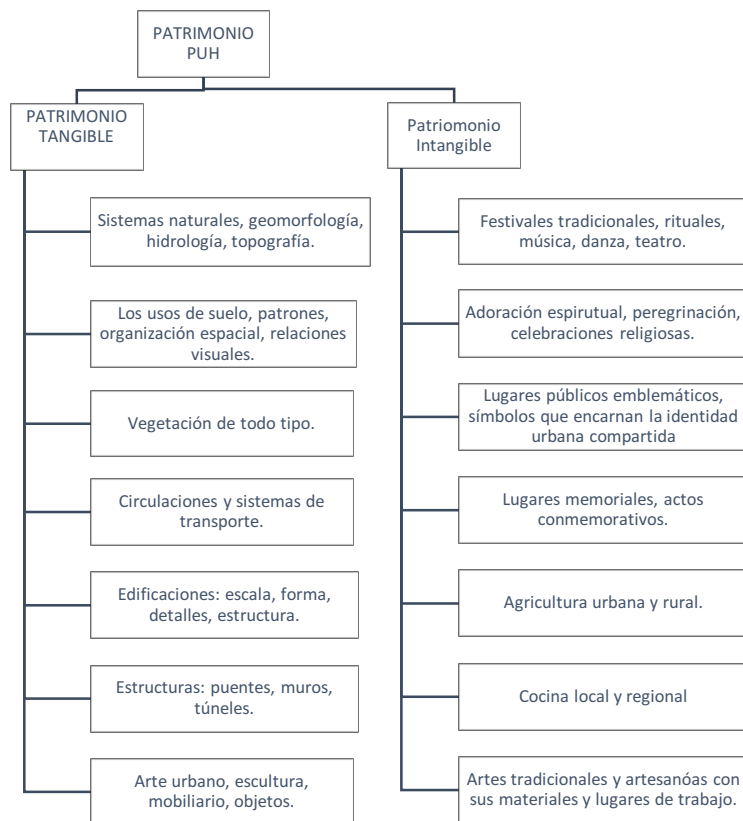 PATRIMONIO
PUH
PATRIMONIO
TANGIBLE
Sistemas naturales, geomorfología,
hidrología, topografía.
Los usos de suelo, patrones,
organización espacial, relaciones
visuales.
Vegetación de todo tipo.
Circulaciones y sistemas de
transporte.
Edificaciones: escala, forma,
detalles, estructura.
Estructuras: puentes, muros,
túneles.
Arte urbano, escultura,
mobiliario, objetos.
Patriomonio
Intangible
Festivales tradicionales, rituales,
música, danza, teatro.
Adoración espirutual, peregrinación,
celebraciones religiosas.
Lugares públicos emblemáticos,
símbolos que encarnan la identidad
urbana compartida
Lugares memoriales, actos
conmemorativos.
Agricultura urbana y rural.
Cocina local y regional
Artes tradicionales y artesanóas con
sus materiales y lugares de trabajo.